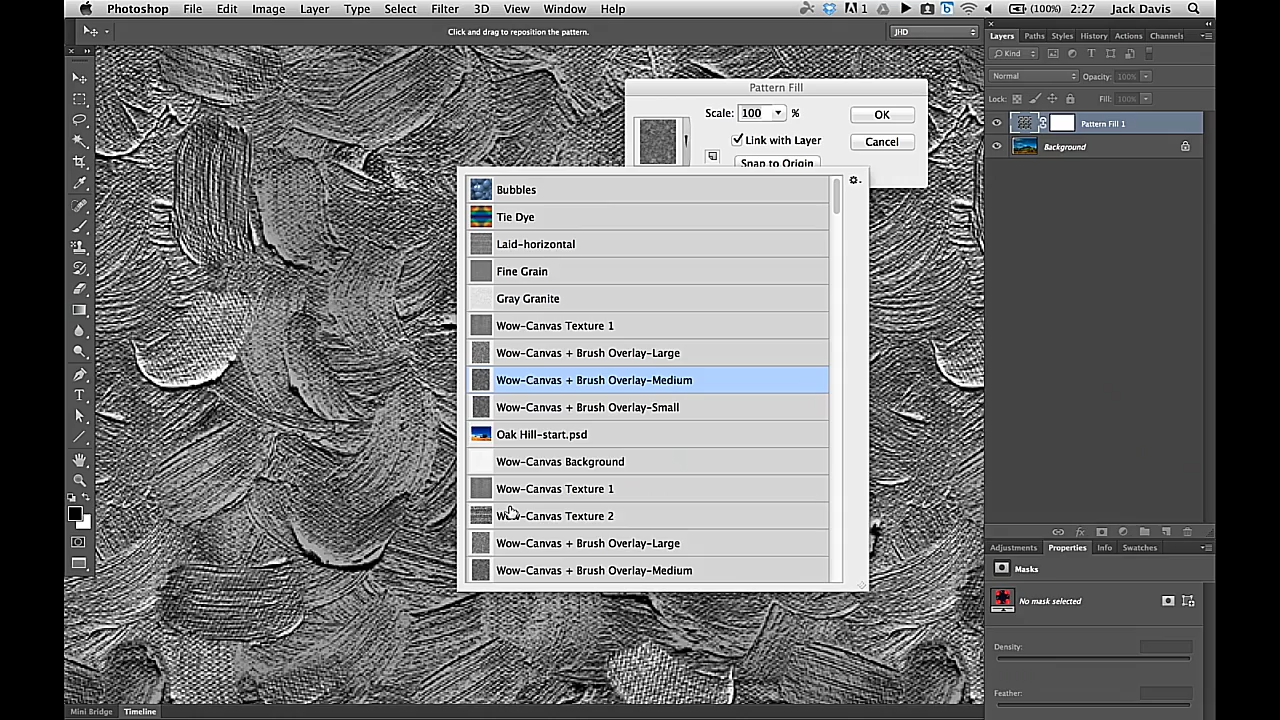 Photoshop File Edit Image Layer Type Select Filter 3D View Window Help 1 (100%) 2:27 Jack Davis
Click and drag to reposition the pattern. JHD
Layers Paths Styles History Actions Channels
Kind
Normal Opacity: 100%
Lock: Fill: 100%
Pattern Fill 1
Background
Pattern Fill
Scale: 100 % OK
Link with Layer Cancel
Snap to Origin
Bubbles
Tie Dye
Laid-horizontal
Fine Grain
Gray Granite
Wow-Canvas Texture 1
Wow-Canvas + Brush Overlay-Large
Wow-Canvas + Brush Overlay-Medium
Wow-Canvas + Brush Overlay-Small
Oak Hill-start.psd
Wow-Canvas Background
Wow-Canvas Texture 1
Wow-Canvas Texture 2
Wow-Canvas + Brush Overlay-Large
Wow-Canvas + Brush Overlay-Medium
Adjustments Properties Info Swatches
Masks
No mask selected
Density:
Feather:
Mini Bridge Timeline